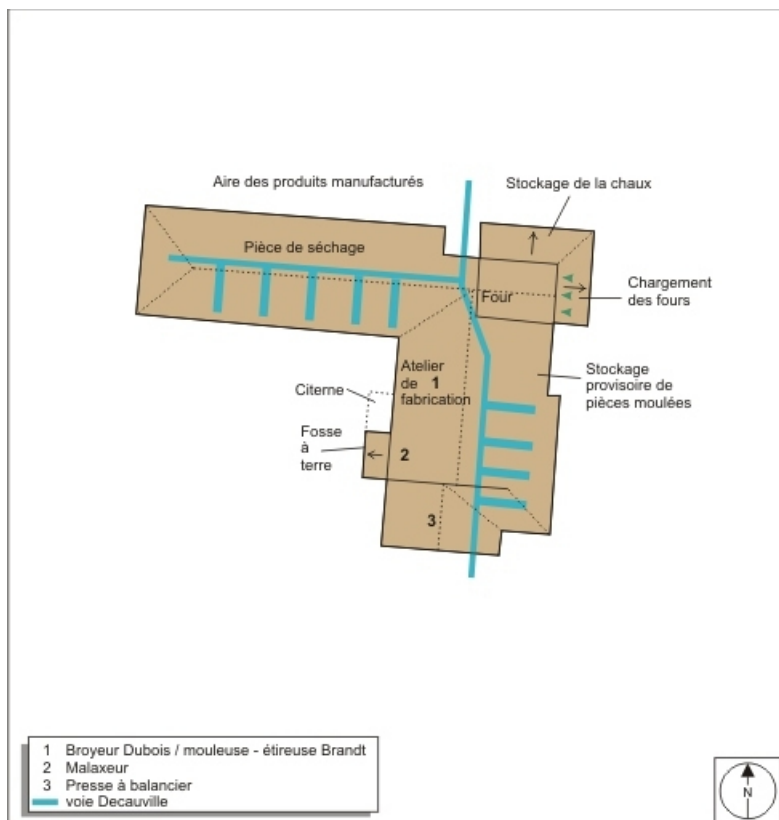 Aire des produits manufacturés
Stockage de la chaux
Pièce de séchage
Four
Chargement
des fours
Atelier
de 1
fabrication
Stockage
provisoire de
pièces moulées
Citerne
Fosse
à
terre
2
3
1 Broyeur Dubois / mouleuse - étireuse Brandt
2 Malaxeur
3 Presse à balancier
voie Decauville
N